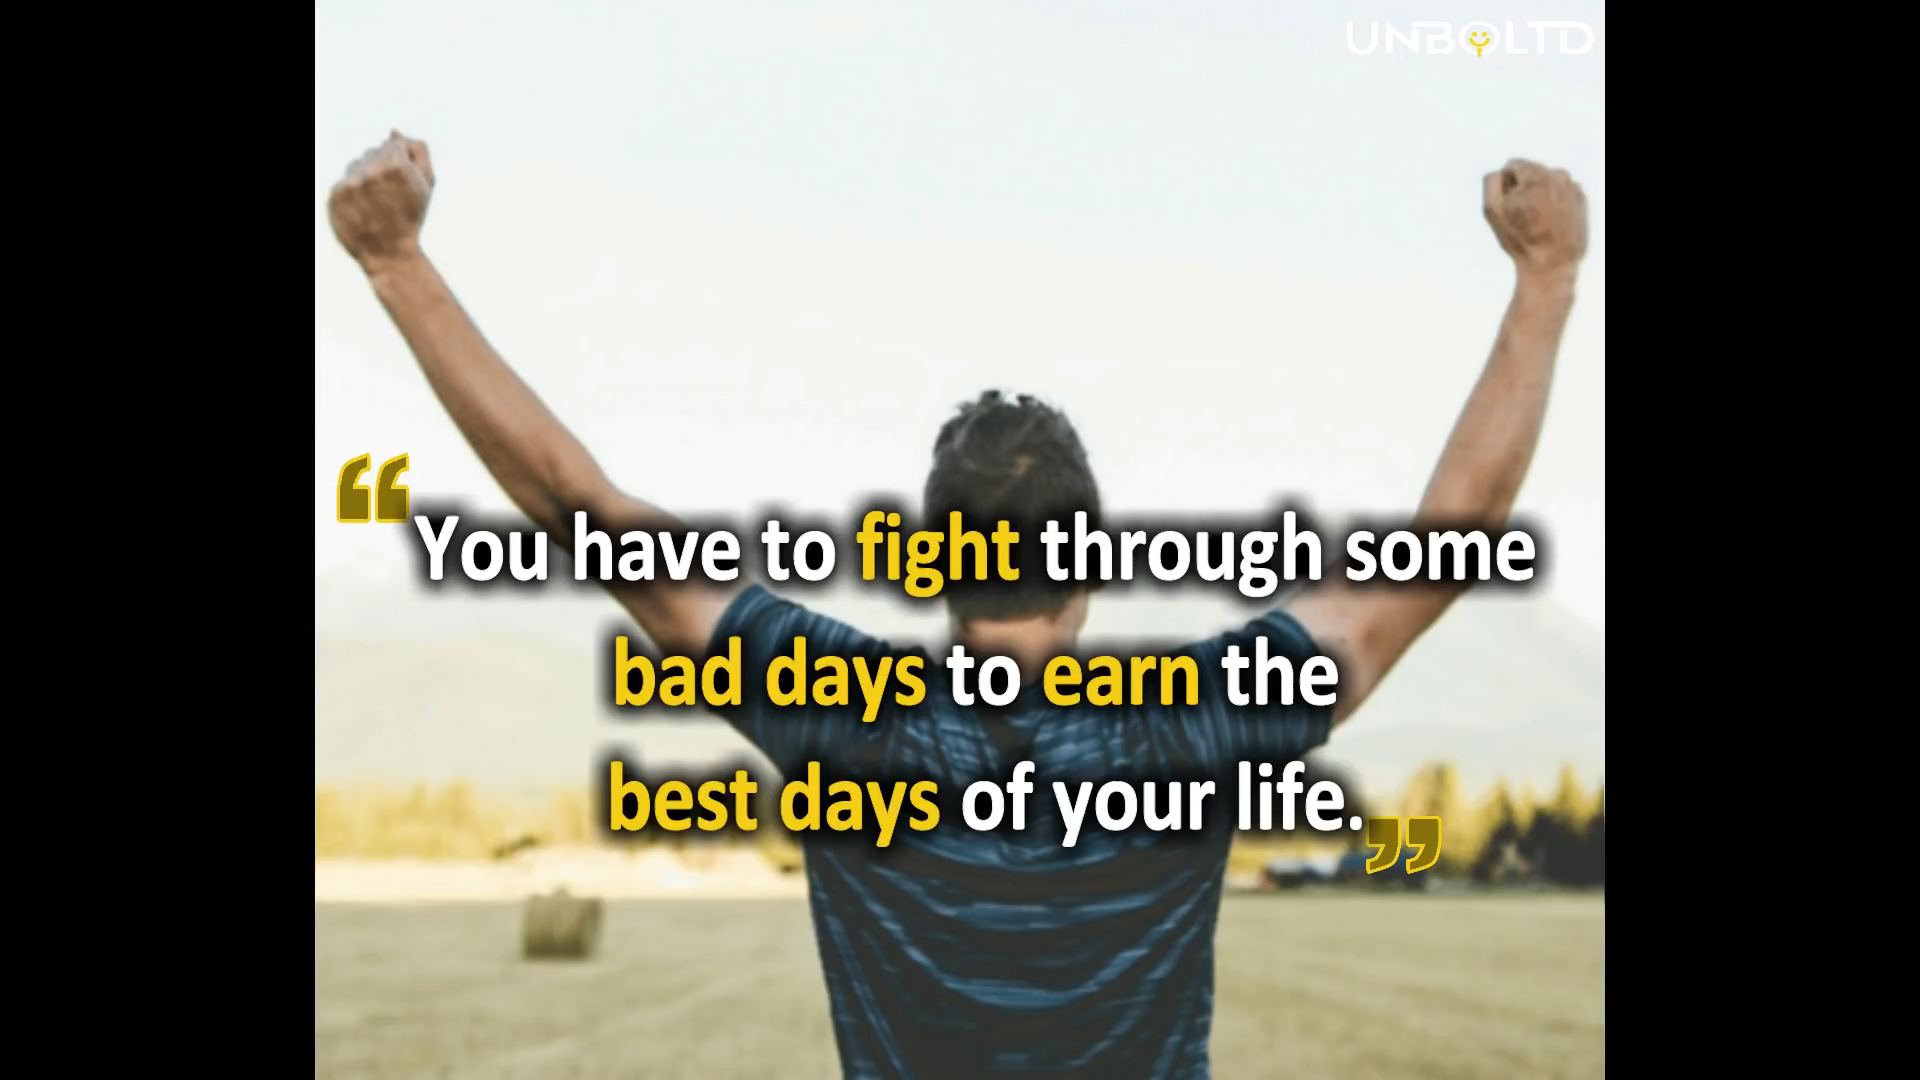 UNBOLTD
“You have to fight through some
bad days to earn the
best days of your life.”